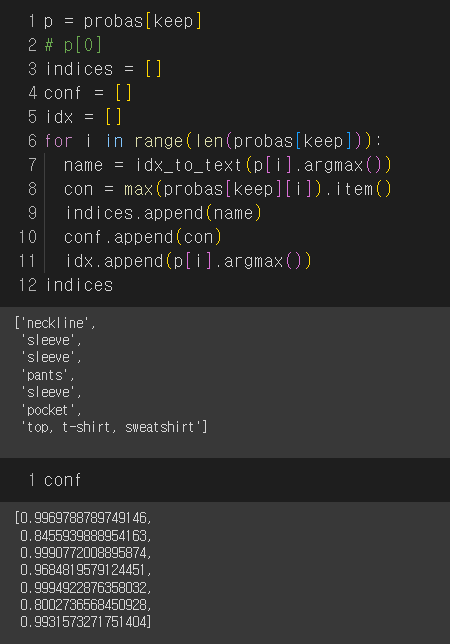 1 p = probas[keep]
2 # p[0]
3 indices = []
4 conf = []
5 idx = []
6 for i in range(len(probas[keep])):
7   name = idx_to_text(p[i].argmax())
8   con = max(probas[keep][i]).item()
9   indices.append(name)
10   conf.append(con)
11   idx.append(p[i].argmax())
12 indices
['neckline',
 'sleeve',
 'sleeve',
 'pants',
 'sleeve',
 'pocket',
 'top, t-shirt, sweatshirt']
1 conf
[0.9969788789749146,
 0.8455939888954163,
 0.9990772008895874,
 0.9684819579124451,
 0.9994922876358032,
 0.8002736568450928,
 0.9931573271751404]